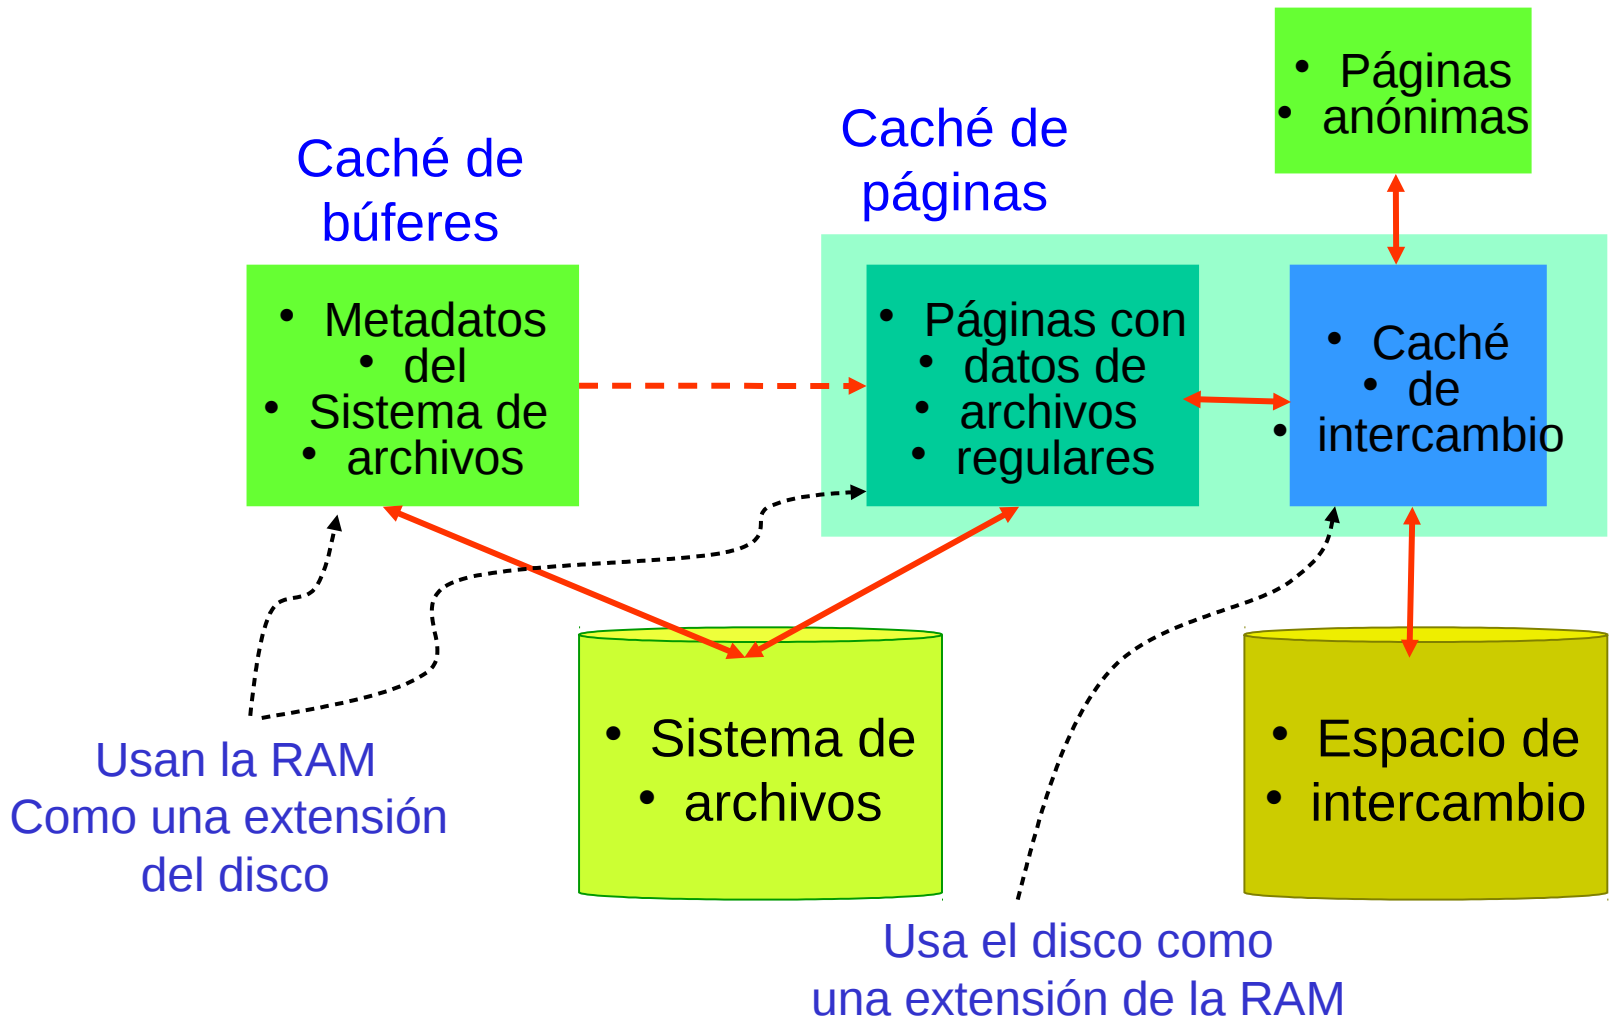 • Páginas
• anónimas
Caché de
páginas
Caché de
búferes
• Metadatos
• del
• Sistema de
• archivos
• Páginas con
• datos de
• archivos
• regulares
• Caché
• de
• intercambio
• Sistema de
• archivos
• Espacio de
• intercambio
Usan la RAM
Como una extensión
del disco
Usa el disco como
una extensión de la RAM